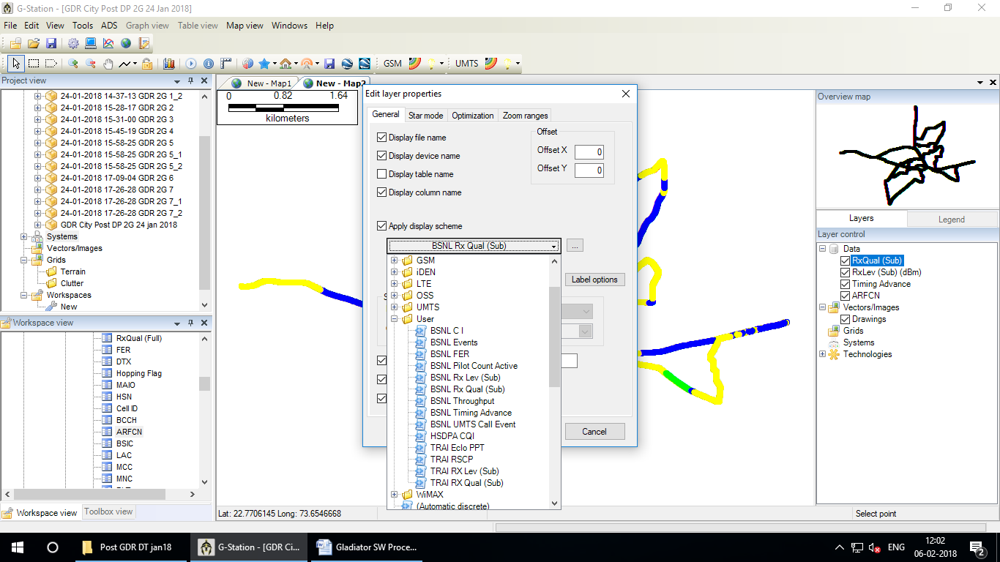 G-Station - [GDR City Post DP 2G 24 Jan 2018]
File Edit View Tools ADS Graph view Table view Map view Windows Help
GSM UMTS
Project view
24-01-2018 14-37-13 GDR 2G 1_2
24-01-2018 15-28-17 GDR 2G 2
24-01-2018 15-31-00 GDR 2G 3
24-01-2018 15-45-19 GDR 2G 4
24-01-2018 15-58-25 GDR 2G 5
24-01-2018 15-58-25 GDR 2G 5_1
24-01-2018 15-58-25 GDR 2G 5_2
24-01-2018 17-09-04 GDR 2G 6
24-01-2018 17-26-28 GDR 2G 7
24-01-2018 17-26-28 GDR 2G 7_1
24-01-2018 17-26-28 GDR 2G 7_2
GDR City Post DP 2G 24 jan 2018
Systems
Vectors/Images
Grids
Terrain
Clutter
Workspaces
New
Workspace view
RxQual (Full)
FER
DTX
Hopping Flag
MAIO
HSN
Cell ID
BCCH
ARFCN
BSIC
LAC
MCC
MNC
Workspace view Toolbox view
New - Map1 New - Map2
0 0.82 1.64
kilometers
Edit layer properties
General Star mode Optimization Zoom ranges
Display file name
Display device name
Display table name
Display column name
Offset
Offset X 0
Offset Y 0
Apply display scheme
BSNL Rx Qual (Sub) ...
Label options
GSM
iDEN
LTE
OSS
UMTS
User
BSNL C I
BSNL Events
BSNL FER
BSNL Pilot Count Active
BSNL Rx Lev (Sub)
BSNL Rx Qual (Sub)
BSNL Throughput
BSNL Timing Advance
BSNL UMTS Call Event
HSDPA CQI
TRAI EcIo PPT
TRAI RSCP
TRAI RX Lev (Sub)
TRAI RX Qual (Sub)
WiMAX
(Automatic discrete)
Cancel
Overview map
Layers Legend
Layer control
Data
RxQual (Sub)
RxLev (Sub) (dBm)
Timing Advance
ARFCN
Vectors/Images
Drawings
Grids
Systems
Technologies
Lat: 22.7706145 Long: 73.6546668
Select point
Post GDR DT jan18
G-Station - [GDR Ci...
Gladiator SW Proce...
ENG
12:02
06-02-2018
2